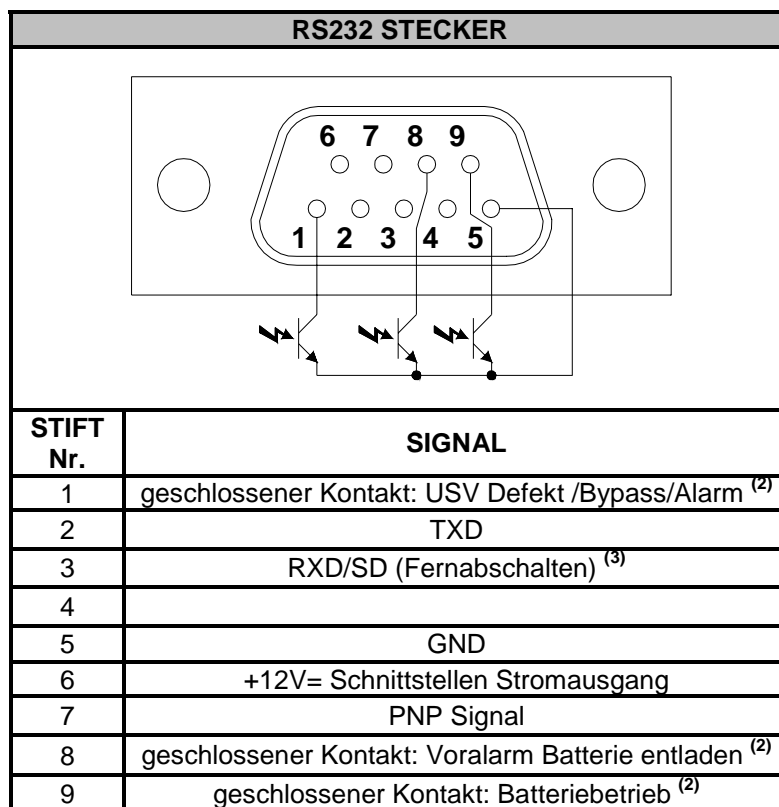 RS232 STECKER
6 7 8 9
1 2 3 4 5
STIFT Nr. SIGNAL
1 geschlossener Kontakt: USV Defekt /Bypass/Alarm (2)
2 TXD
3 RXD/SD (Fernabschalten) (3)
4
5 GND
6 +12V= Schnittstellen Stromausgang
7 PNP Signal
8 geschlossener Kontakt: Voralarm Batterie entladen (2)
9 geschlossener Kontakt: Batteriebetrieb (2)